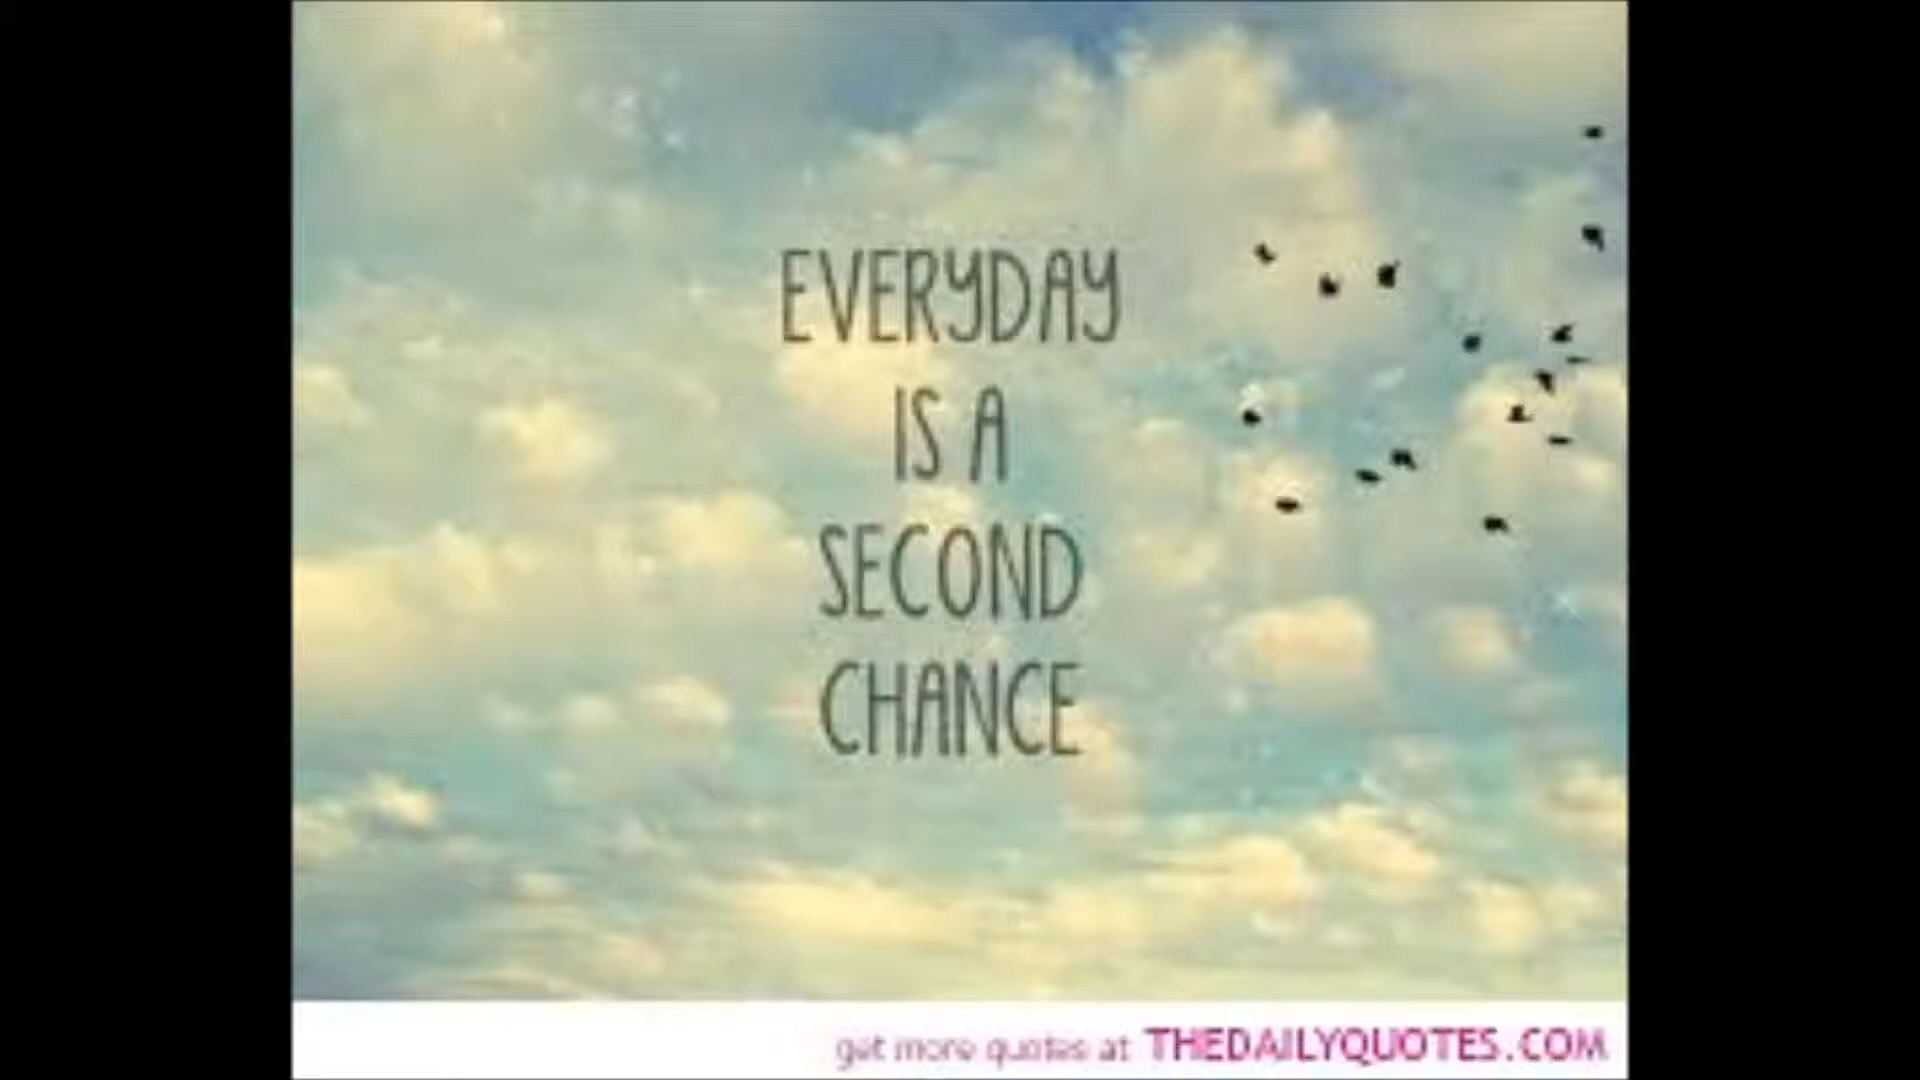 EVERYDAY
IS A
SECOND
CHANCE
get more quotes at THEDAILYQUOTES.COM